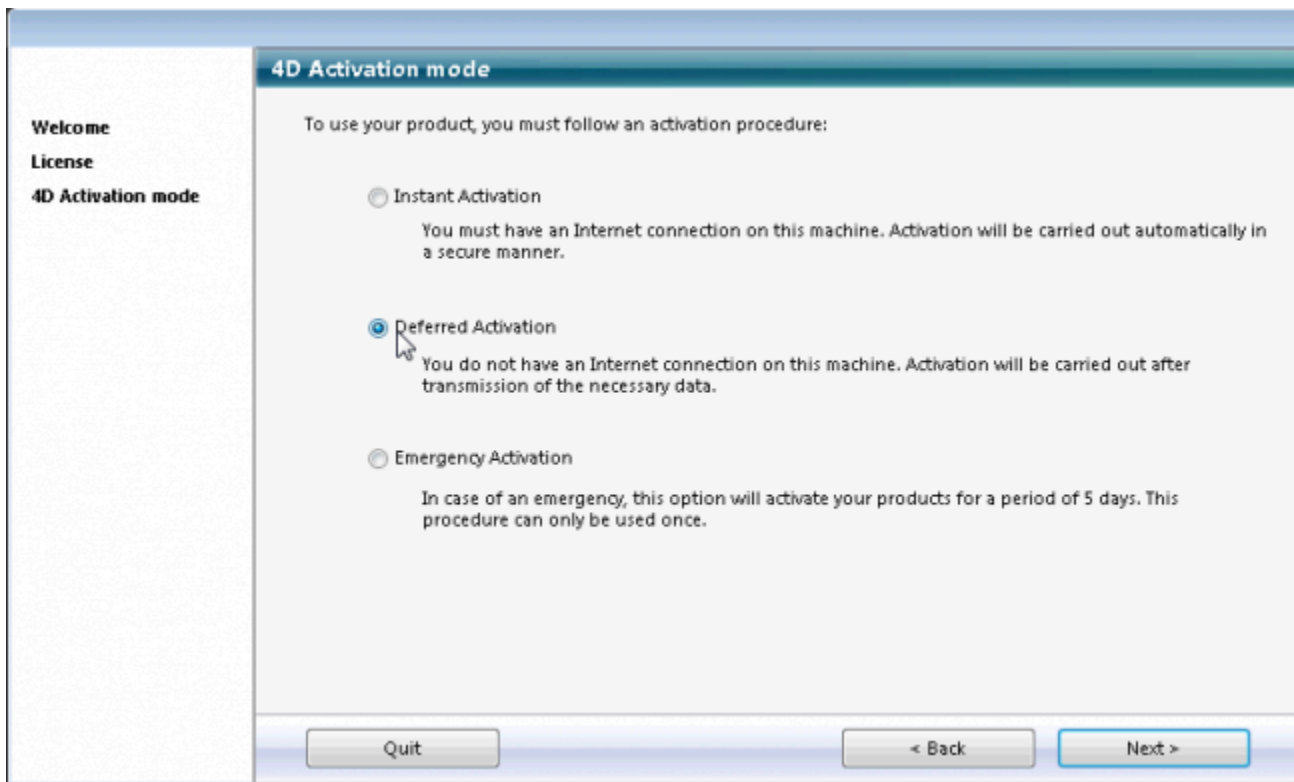 4D Activation mode
Welcome
License
4D Activation mode
To use your product, you must follow an activation procedure:
Instant Activation
You must have an Internet connection on this machine. Activation will be carried out automatically in
a secure manner.
Deferred Activation
You do not have an Internet connection on this machine. Activation will be carried out after
transmission of the necessary data.
Emergency Activation
In case of an emergency, this option will activate your products for a period of 5 days. This
procedure can only be used once.
Quit
< Back
Next >